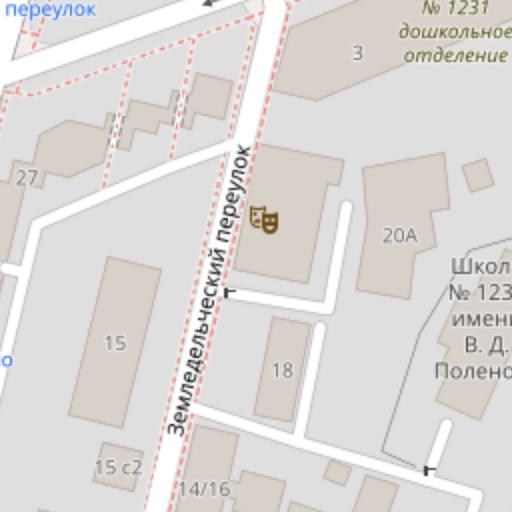 переулок
№ 1231
дошкольное
отделение
3
27
Земледельческий переулок
20А
Школа
№ 123
имени
В. Д.
Полено
15
18
15 с2
14/16